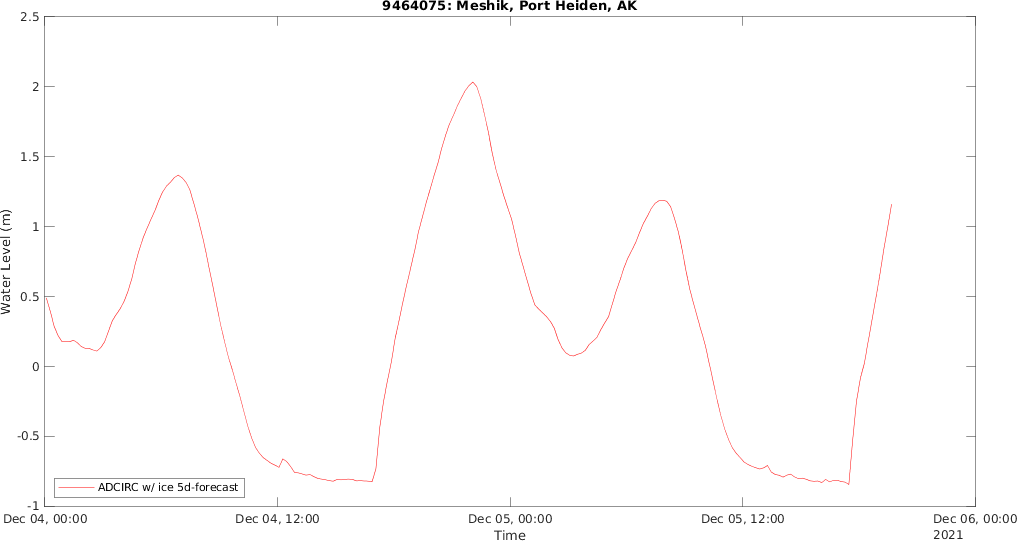 9464075: Meshik, Port Heiden, AK
2.5
2
1.5
1
0.5
0
-0.5
-1
Water Level (m)
ADCIRC w/ ice 5d-forecast
Dec 04, 00:00 Dec 04, 12:00 Dec 05, 00:00 Dec 05, 12:00 Dec 06, 00:00
Time
2021